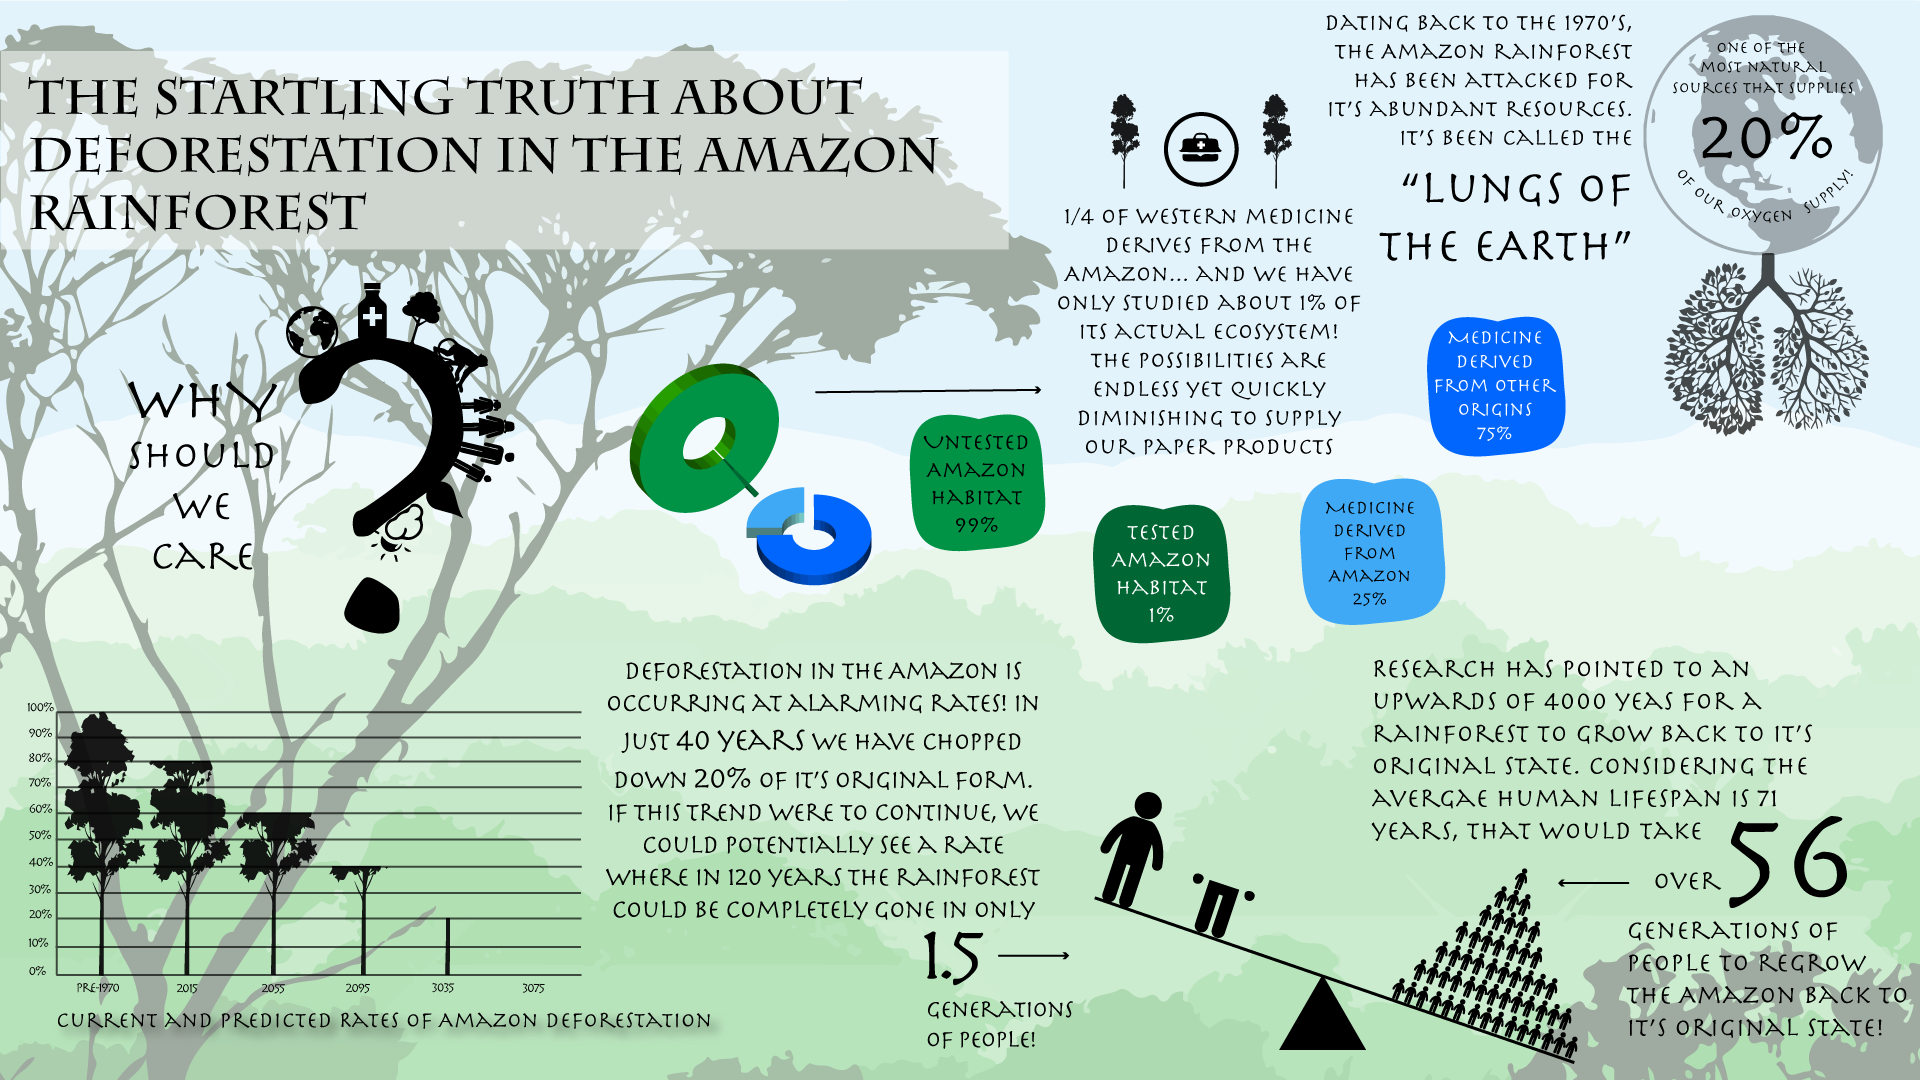 THE STARTLING TRUTH ABOUT
DEFORESTATION IN THE AMAZON
RAINFOREST
DATING BACK TO THE 1970'S,
THE AMAZON RAINFOREST
HAS BEEN ATTACKED FOR
IT'S ABUNDANT RESOURCES.
IT'S BEEN CALLED THE
"LUNGS OF
THE EARTH"
ONE OF THE
MOST NATURAL
SOURCES THAT SUPPLIES
20%
OF OUR OXYGEN SUPPLY!
1/4 OF WESTERN MEDICINE
DERIVES FROM THE
AMAZON... AND WE HAVE
ONLY STUDIED ABOUT 1% OF
ITS ACTUAL ECOSYSTEM!
THE POSSIBILITIES ARE
ENDLESS YET QUICKLY
DIMINISHING TO SUPPLY
OUR PAPER PRODUCTS
WHY
SHOULD
WE
CARE
UNTESTED
AMAZON
HABITAT
99%
TESTED
AMAZON
HABITAT
1%
MEDICINE
DERIVED
FROM OTHER
ORIGINS
75%
MEDICINE
DERIVED
FROM
AMAZON
25%
100%
90%
80%
70%
60%
50%
40%
30%
20%
10%
0%
PRE-1970 2015 2055 2095 3035 3075
CURRENT AND PREDICTED RATES OF AMAZON DEFORESTATION
DEFORESTATION IN THE AMAZON IS
OCCURRING AT ALARMING RATES! IN
JUST 40 YEARS WE HAVE CHOPPED
DOWN 20% OF IT'S ORIGINAL FORM.
IF THIS TREND WERE TO CONTINUE, WE
COULD POTENTIALLY SEE A RATE
WHERE IN 120 YEARS THE RAINFOREST
COULD BE COMPLETELY GONE IN ONLY
1.5
GENERATIONS
OF PEOPLE!
RESEARCH HAS POINTED TO AN
UPWARDS OF 4000 YEAS FOR A
RAINFOREST TO GROW BACK TO IT'S
ORIGINAL STATE. CONSIDERING THE
AVERGAE HUMAN LIFESPAN IS 71
YEARS, THAT WOULD TAKE
OVER 56
GENERATIONS OF
PEOPLE TO REGROW
THE AMAZON BACK TO
IT'S ORIGINAL STATE!